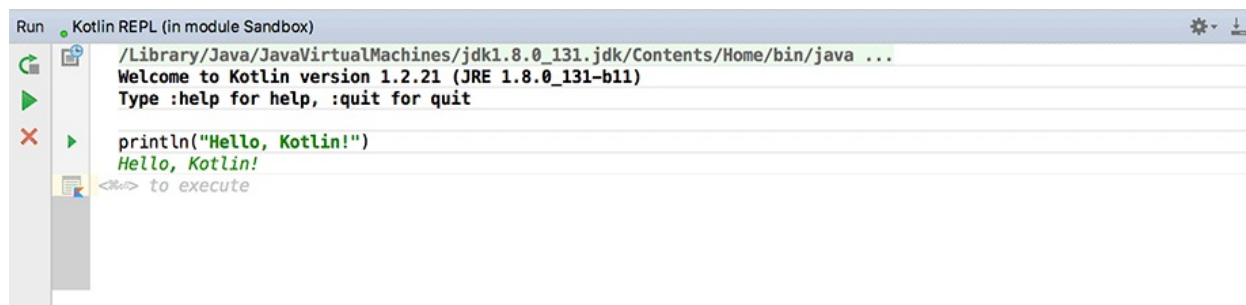 Run Kotlin REPL (in module Sandbox)
/Library/Java/JavaVirtualMachines/jdk1.8.0_131.jdk/Contents/Home/bin/java ...
Welcome to Kotlin version 1.2.21 (JRE 1.8.0_131-b11)
Type :help for help, :quit for quit
println("Hello, Kotlin!")
Hello, Kotlin!
<⌘⏎> to execute